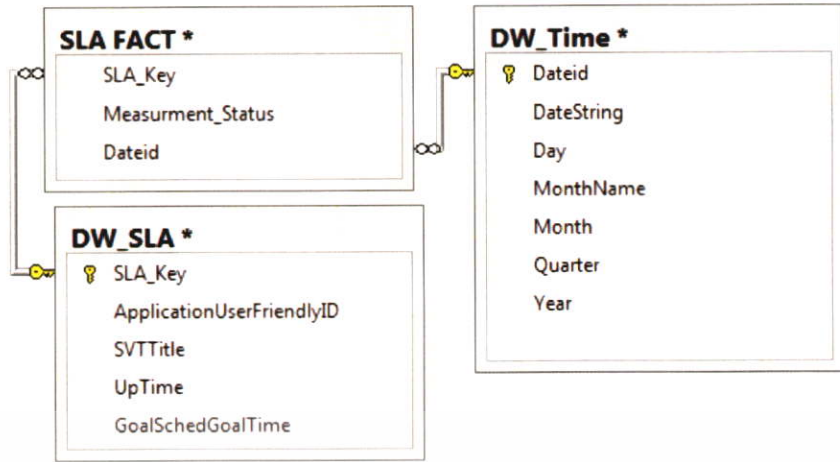 SLA FACT *
SLA_Key
Measurment_Status
Dateid
DW_SLA *
SLA_Key
ApplicationUserFriendlyID
SVTTitle
UpTime
GoalSchedGoalTime
DW_Time *
Dateid
DateString
Day
MonthName
Month
Quarter
Year